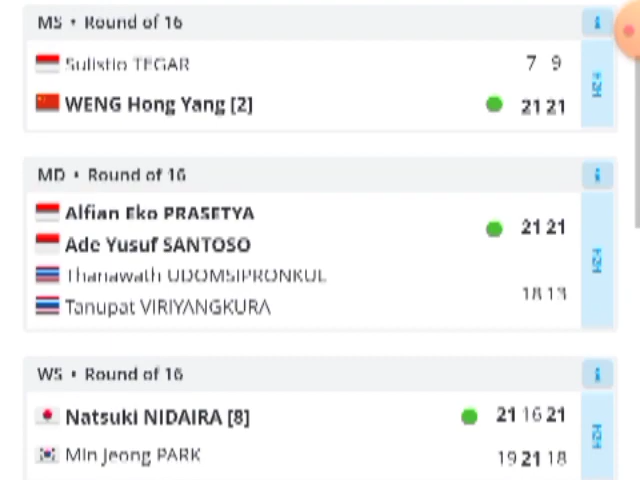 MS • Round of 16
Sulistio TEGAR
7 9
WENG Hong Yang [2]
21 21
H2H
MD • Round of 16
Alfian Eko PRASETYA
Ade Yusuf SANTOSO
21 21
Thanawath UDOMSIPRONKUL
Tanupat VIRIYANGKURA
18 13
H2H
WS • Round of 16
Natsuki NIDAIRA [8]
21 16 21
Min Jeong PARK
19 21 18
H2H